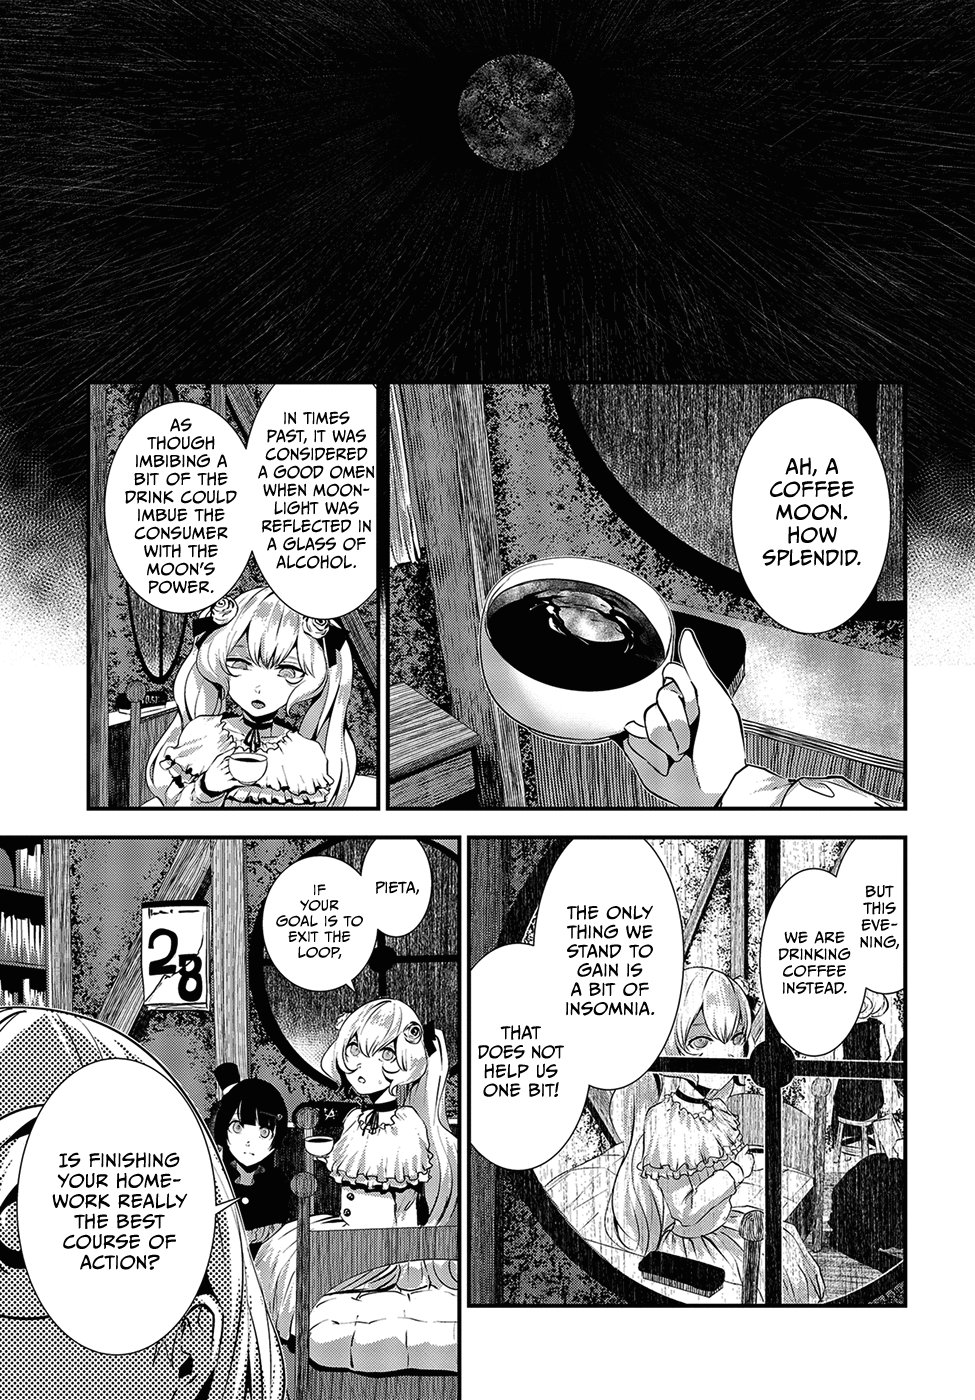 AH, A
COFFEE
MOON.
HOW
SPLENDID.
IN TIMES
PAST, IT WAS
CONSIDERED
A GOOD OMEN
WHEN MOON-
LIGHT WAS
REFLECTED IN
A GLASS OF
ALCOHOL.
AS
THOUGH
IMBIBING A
BIT OF THE
DRINK COULD
IMBUE THE
CONSUMER
WITH THE
MOON'S
POWER.
BUT
THIS
EVE-
NING,
WE ARE
DRINKING
COFFEE
INSTEAD.
THE ONLY
THING WE
STAND TO
GAIN IS
A BIT OF
INSOMNIA.
THAT
DOES NOT
HELP US
ONE BIT!
PIETA,
IF
YOUR
GOAL IS TO
EXIT THE
LOOP,
28
IS FINISHING
YOUR HOME-
WORK REALLY
THE BEST
COURSE OF
ACTION?